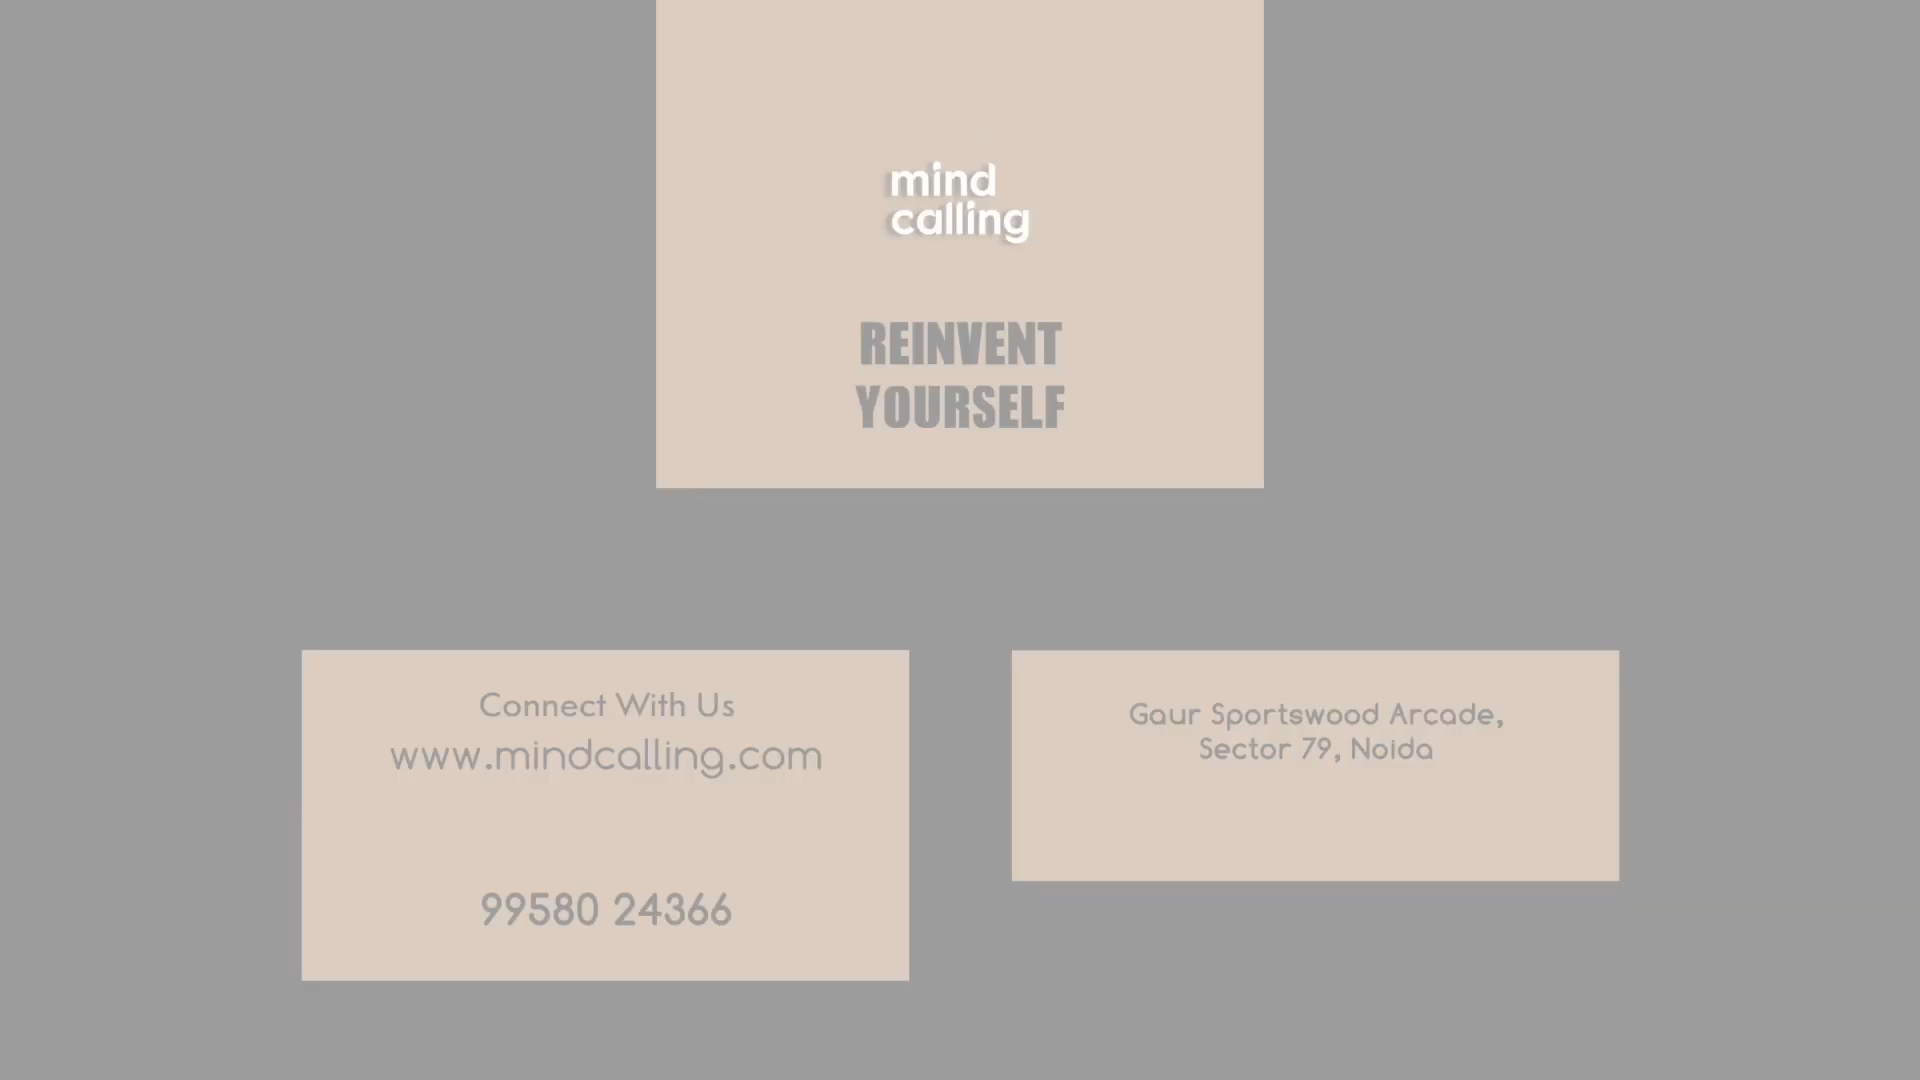 mind
calling
REINVENT
YOURSELF
Connect With Us
www.mindcalling.com
99580 24366
Gaur Sportswood Arcade,
Sector 79, Noida